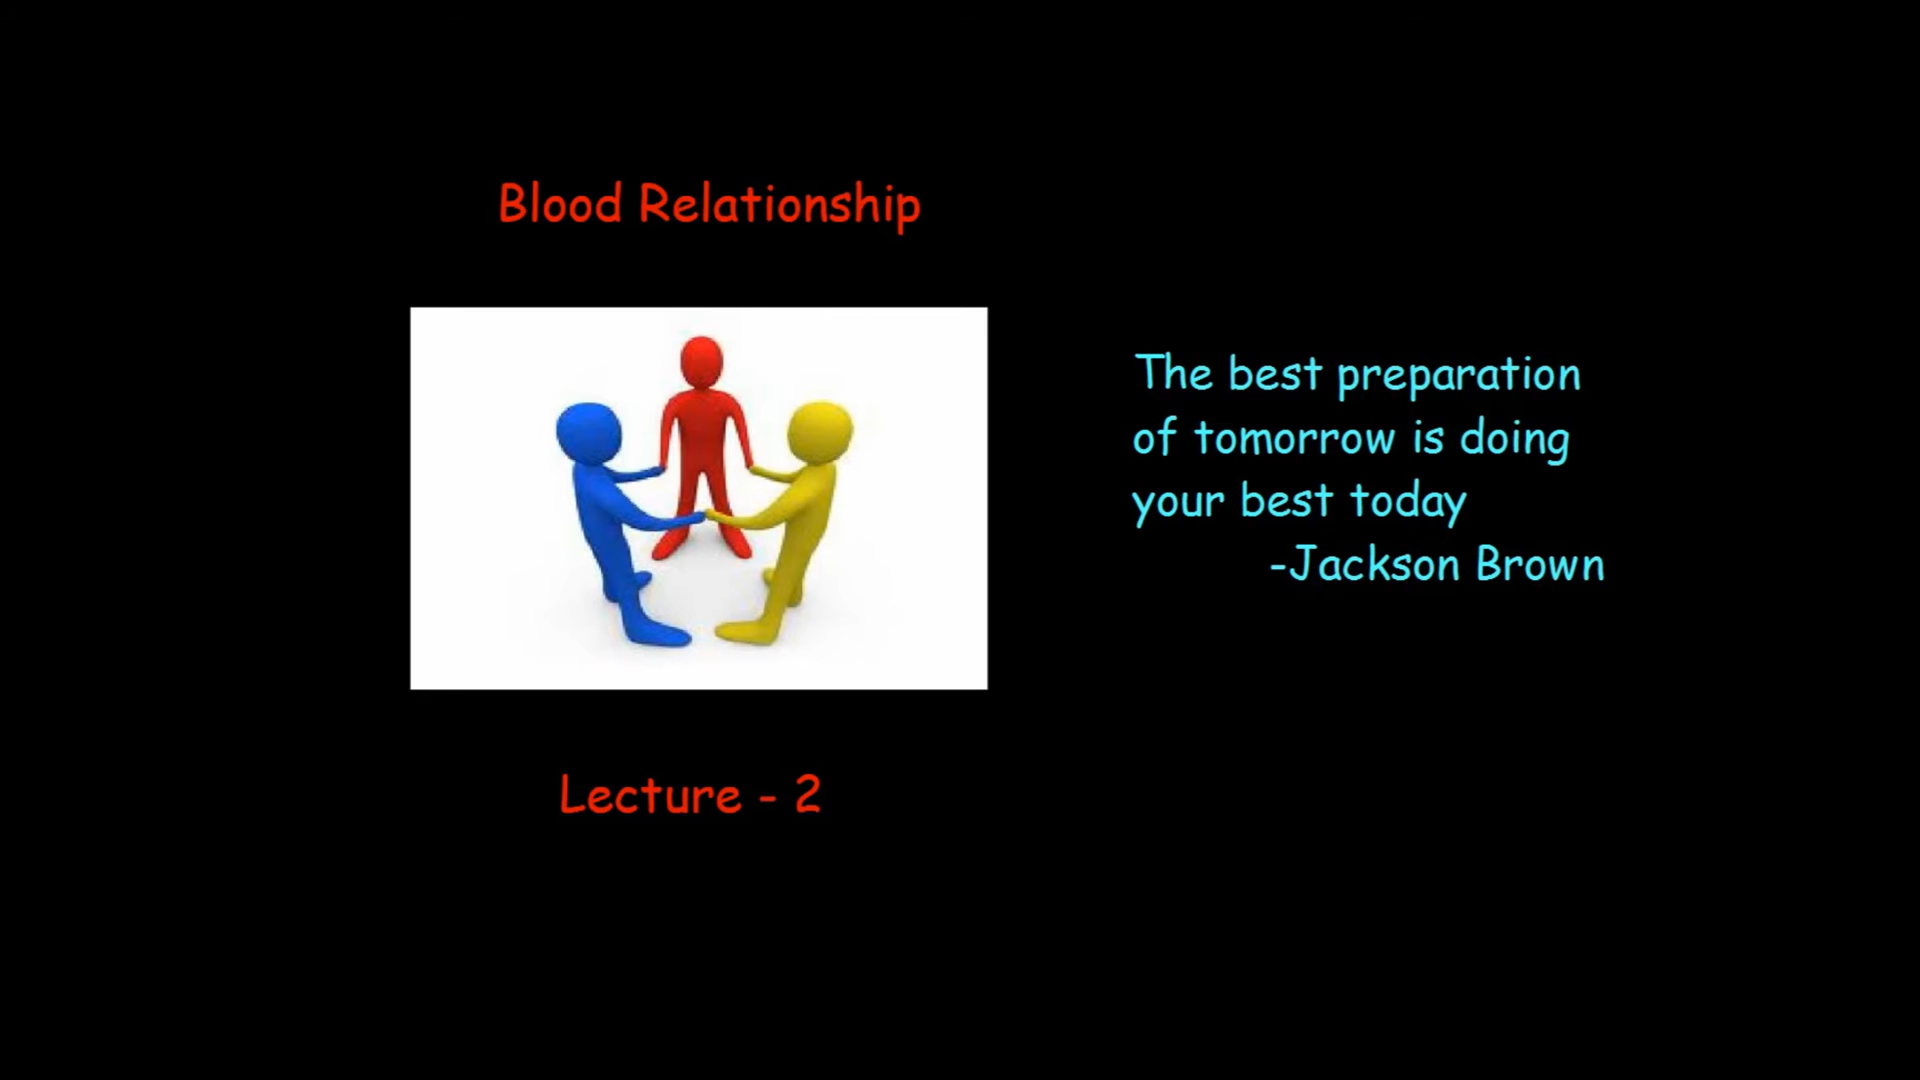 Blood Relationship
The best preparation
of tomorrow is doing
your best today
-Jackson Brown
Lecture - 2